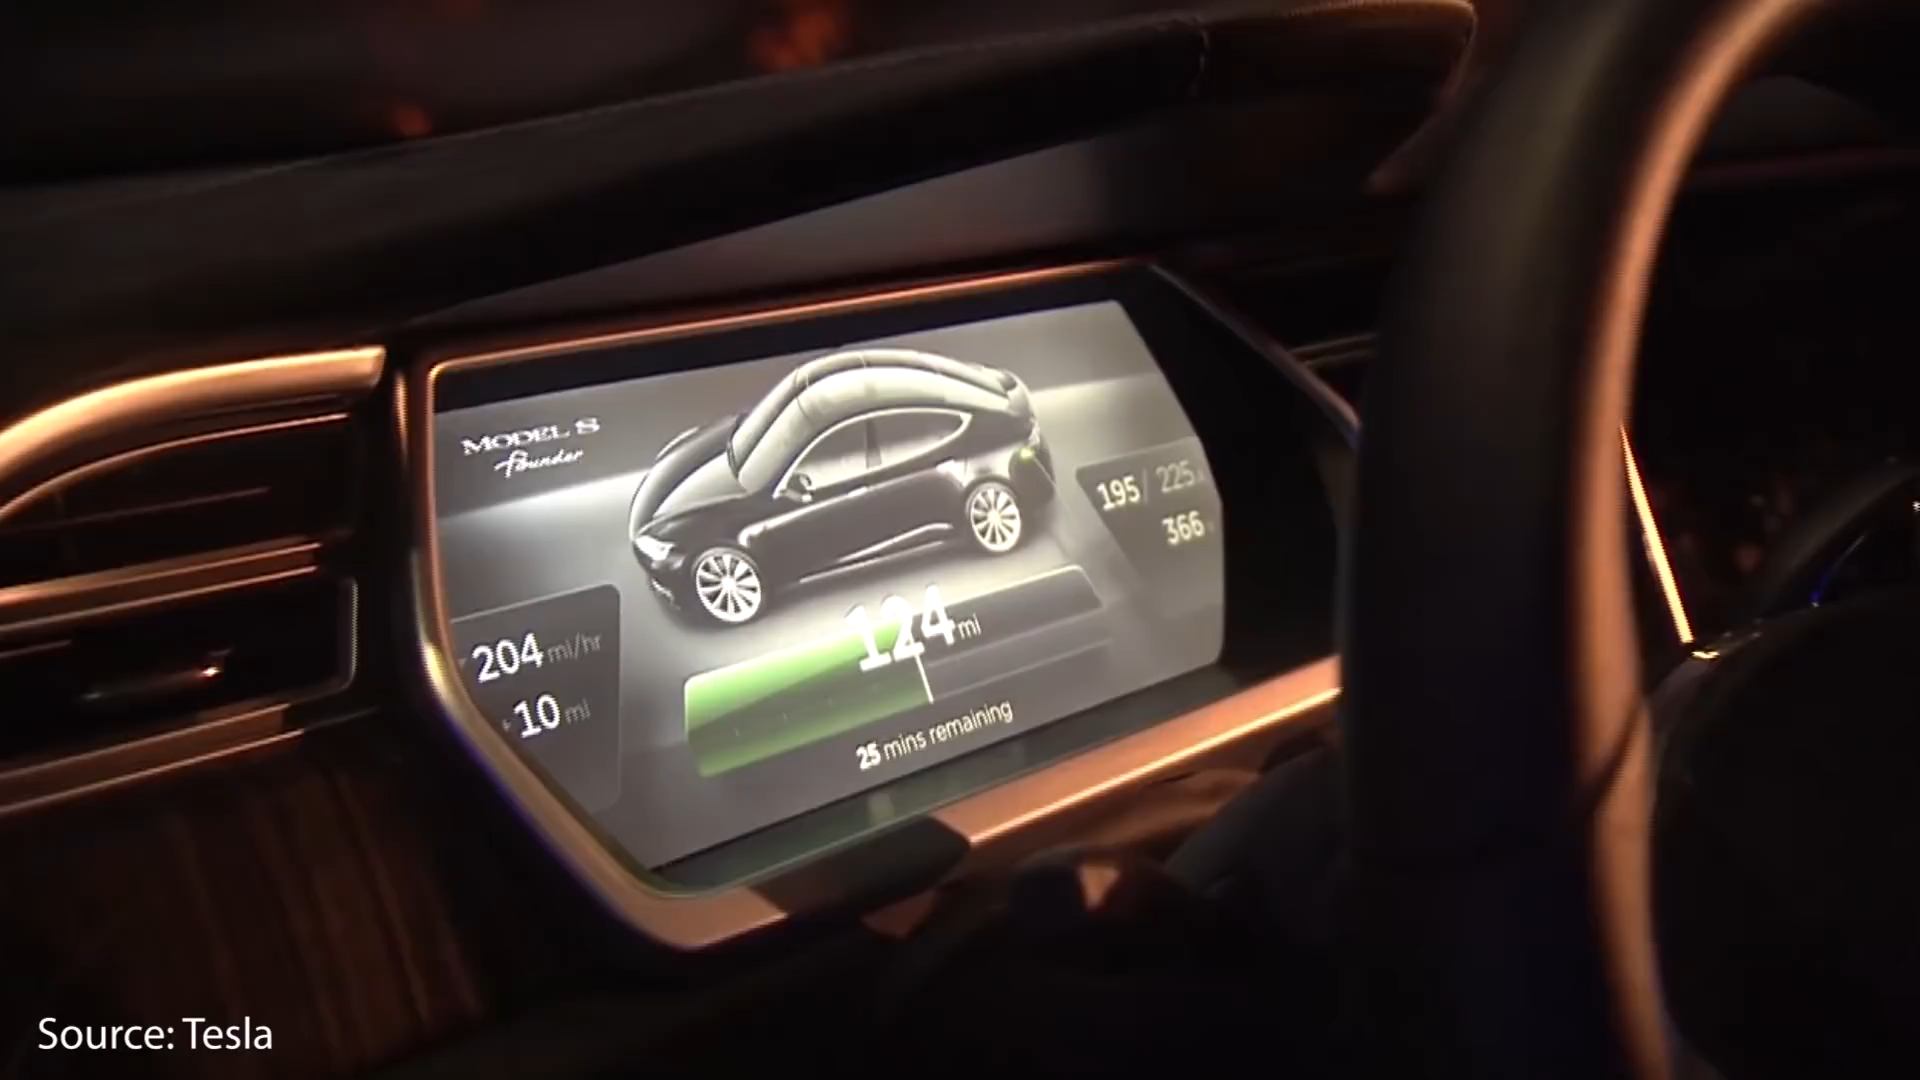 MODEL S
Founder
195 / 225
366
204 mi/hr
+10 mi
124 mi
25 mins remaining
Source: Tesla